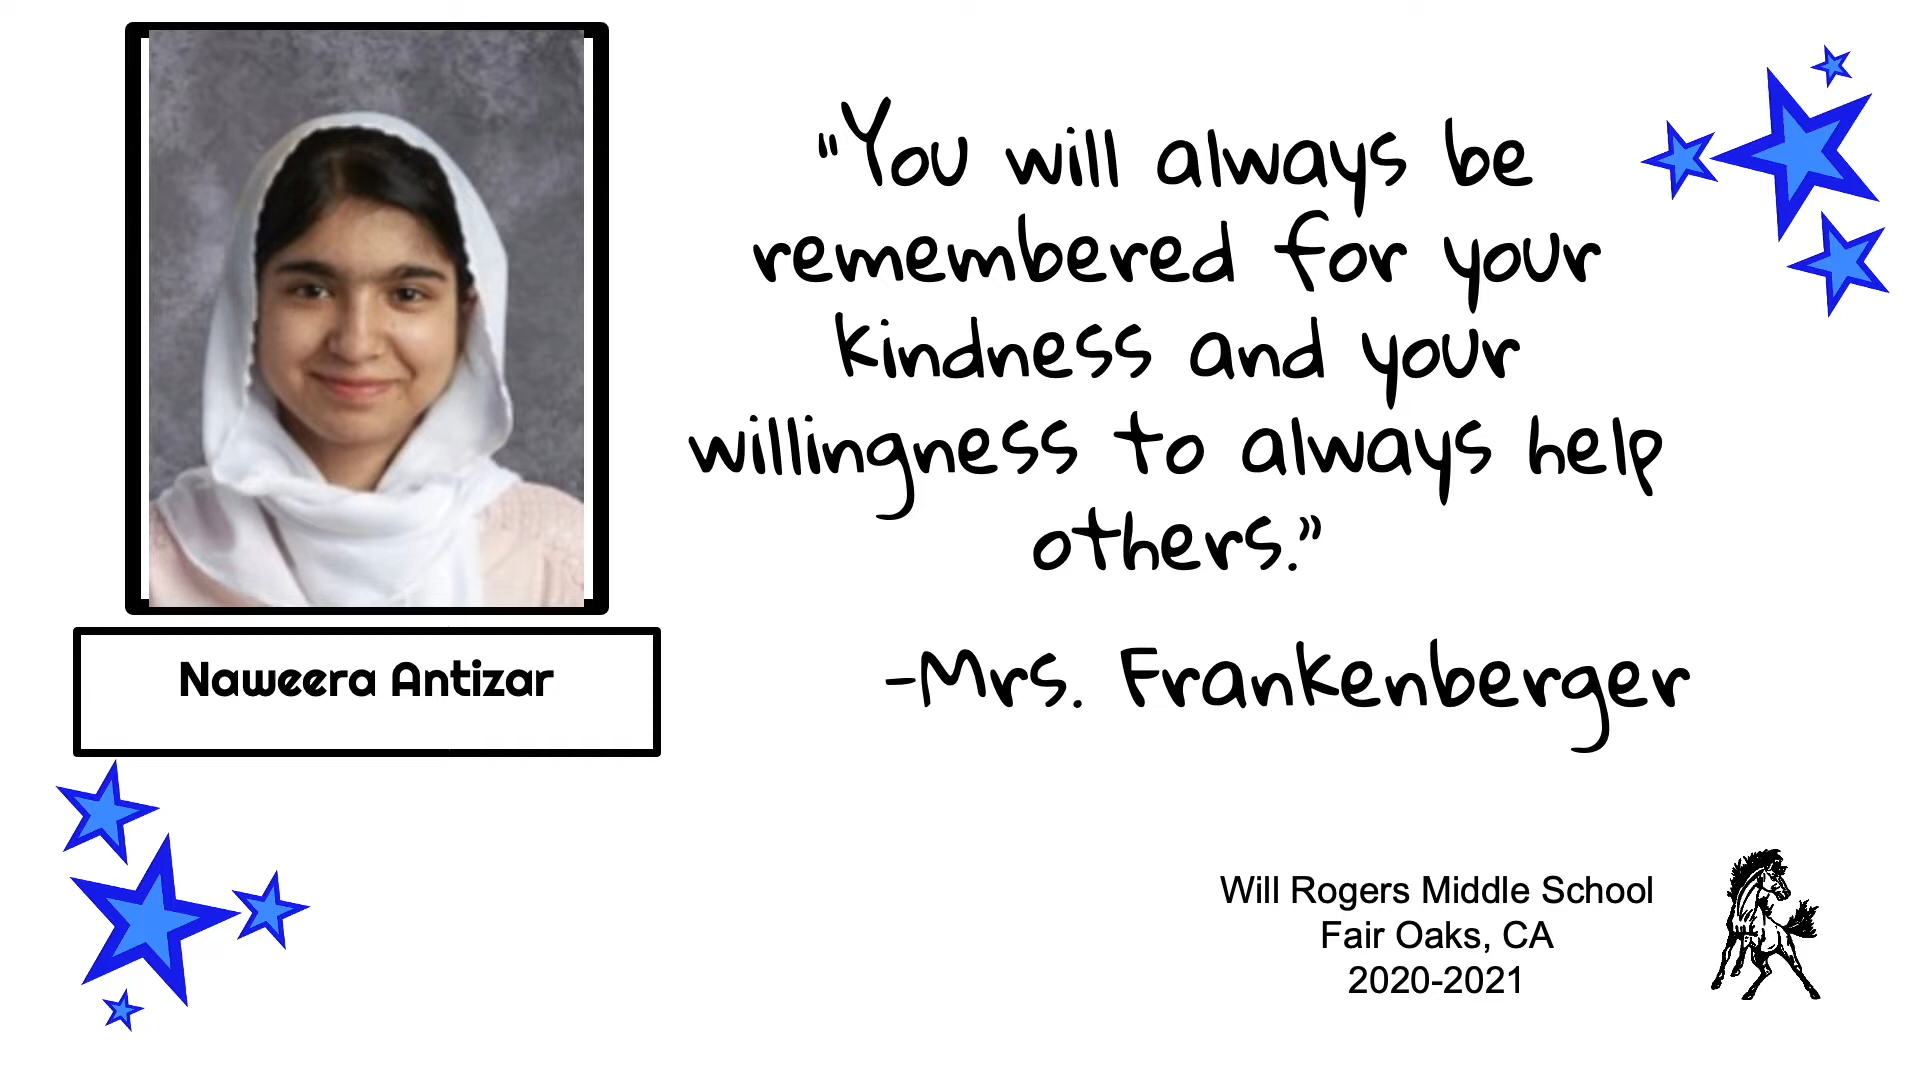 "You will always be
remembered for your
kindness and your
willingness to always help
others.”
-Mrs. Frankenberger
Naweera Antizar
Will Rogers Middle School
Fair Oaks, CA
2020-2021